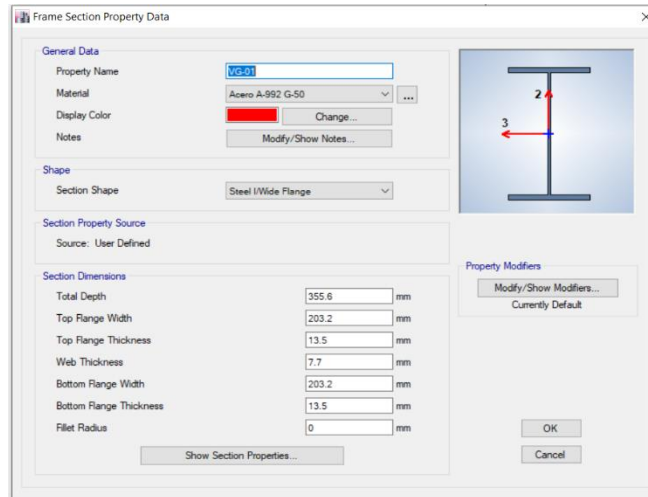 Frame Section Property Data
General Data
Property Name VG-01
Material Acero A-992 G-50 ...
Display Color Change...
Notes Modify/Show Notes...
Shape
Section Shape Steel I/Wide Flange
Section Property Source
Source: User Defined
Section Dimensions
Total Depth 355.6 mm
Top Flange Width 203.2 mm
Top Flange Thickness 13.5 mm
Web Thickness 7.7 mm
Bottom Flange Width 203.2 mm
Bottom Flange Thickness 13.5 mm
Fillet Radius 0 mm
Show Section Properties...
2
3
Property Modifiers
Modify/Show Modifiers...
Currently Default
OK
Cancel